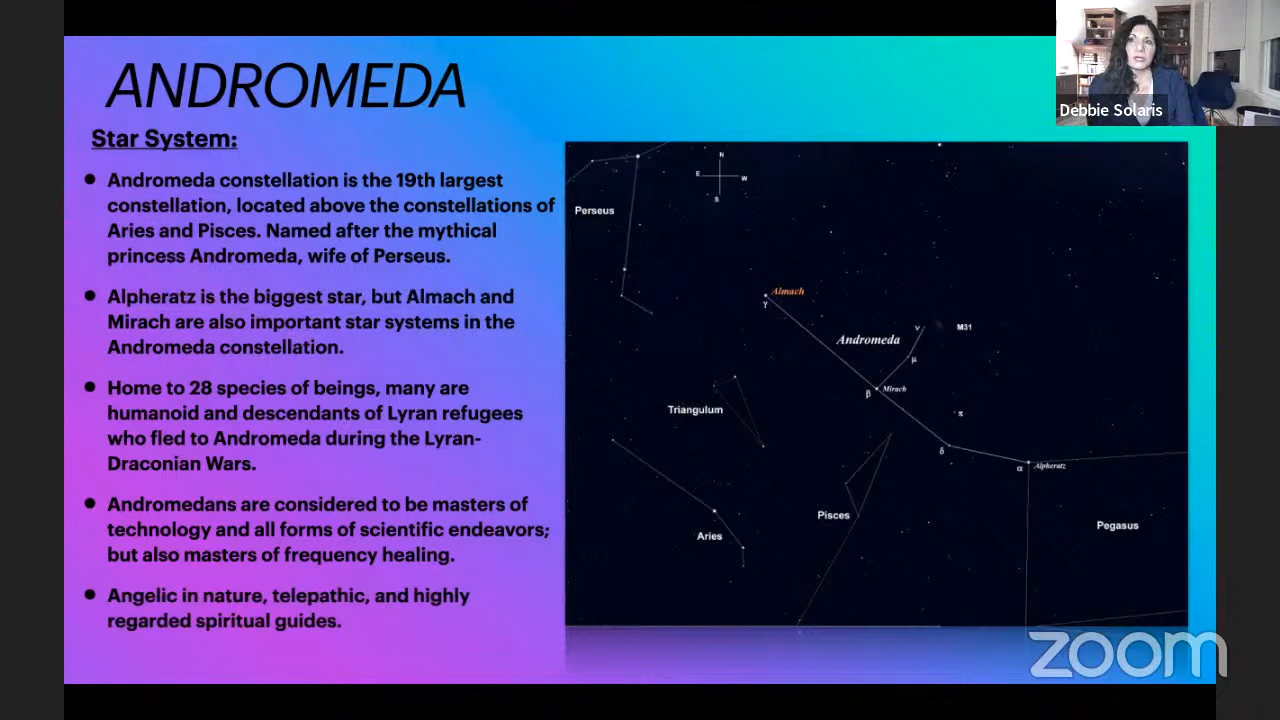 ANDROMEDA
Debbie Solaris
Star System:
● Andromeda constellation is the 19th largest
constellation, located above the constellations of
Aries and Pisces. Named after the mythical
princess Andromeda, wife of Perseus.
● Alpheratz is the biggest star, but Almach and
Mirach are also important star systems in the
Andromeda constellation.
● Home to 28 species of beings, many are
humanoid and descendants of Lyran refugees
who fled to Andromeda during the Lyran-
Draconian Wars.
● Andromedans are considered to be masters of
technology and all forms of scientific endeavors;
but also masters of frequency healing.
● Angelic in nature, telepathic, and highly
regarded spiritual guides.
N
E W
S
Perseus
Almach
γ
ν M31
Andromeda
μ
β Mirach
Triangulum
π
δ
α Alpheratz
Pisces
Pegasus
Aries
zoom